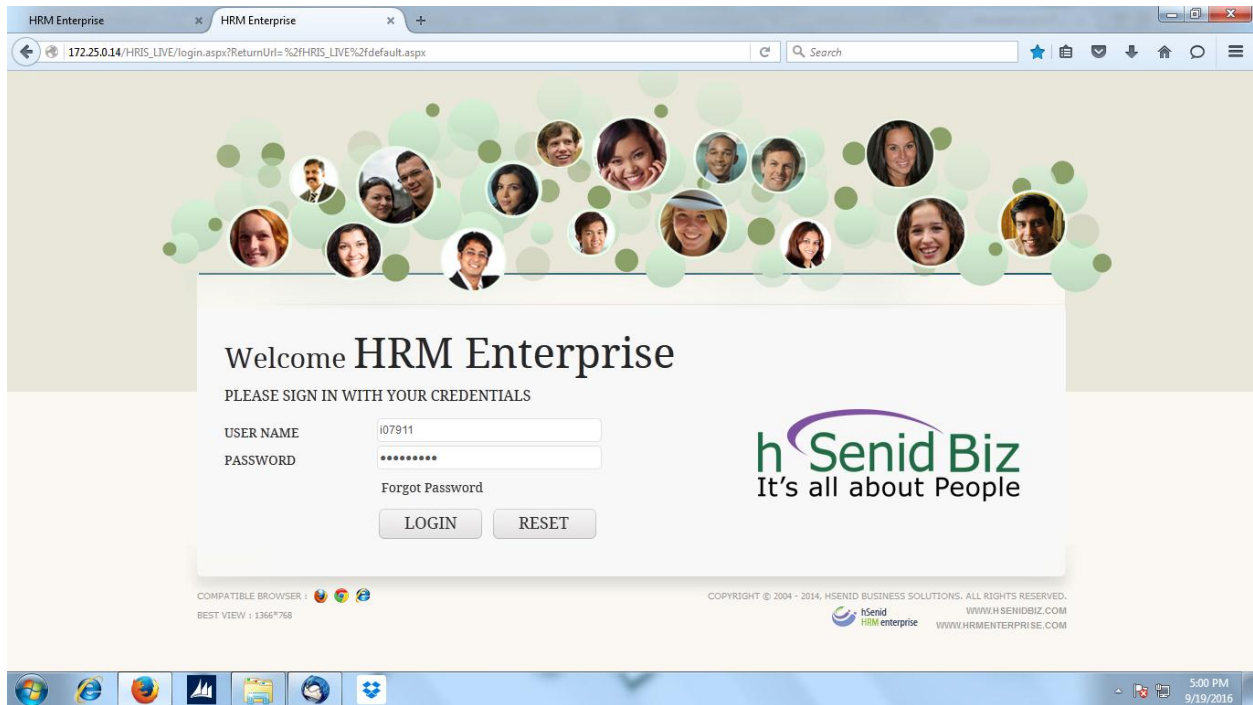 HRM Enterprise
HRM Enterprise
172.25.0.14/HRIS_LIVE/login.aspx?ReturnUrl=%2fHRIS_LIVE%2fdefault.aspx
Search
Welcome HRM Enterprise
PLEASE SIGN IN WITH YOUR CREDENTIALS
USER NAME i07911
PASSWORD •••••••••
Forgot Password
LOGIN RESET
hSenid Biz
It's all about People
COMPATIBLE BROWSER :
BEST VIEW : 1366*768
COPYRIGHT © 2004 - 2014, HSENID BUSINESS SOLUTIONS. ALL RIGHTS RESERVED.
hSenid
HRM enterprise
WWW.HSENIDBIZ.COM
WWW.HRMENTERPRISE.COM
5:00 PM
9/19/2016